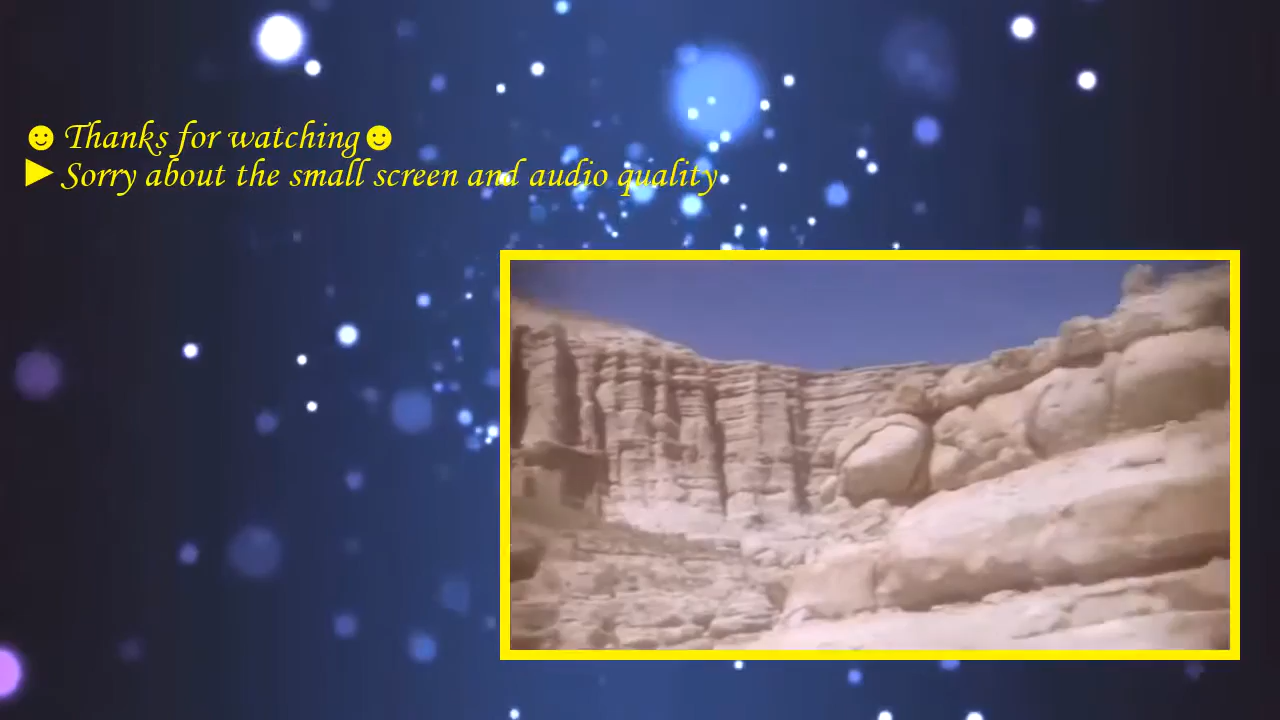 ☻Thanks for watching☻
►Sorry about the small screen and audio quality